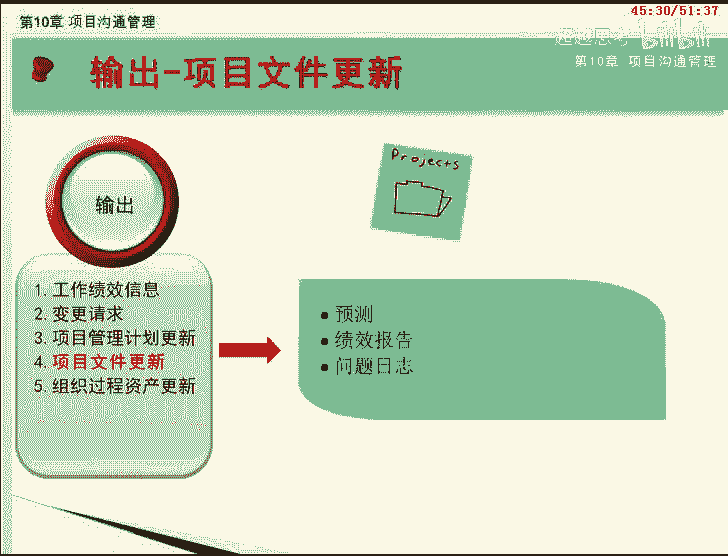 第10章 项目沟通管理
45:30/51:37
bilibili
第10章 项目沟通管理
输出-项目文件更新
Projects
输出
1. 工作绩效信息
2. 变更请求
3. 项目管理计划更新
4. 项目文件更新
5. 组织过程资产更新
• 预测
• 绩效报告
• 问题日志